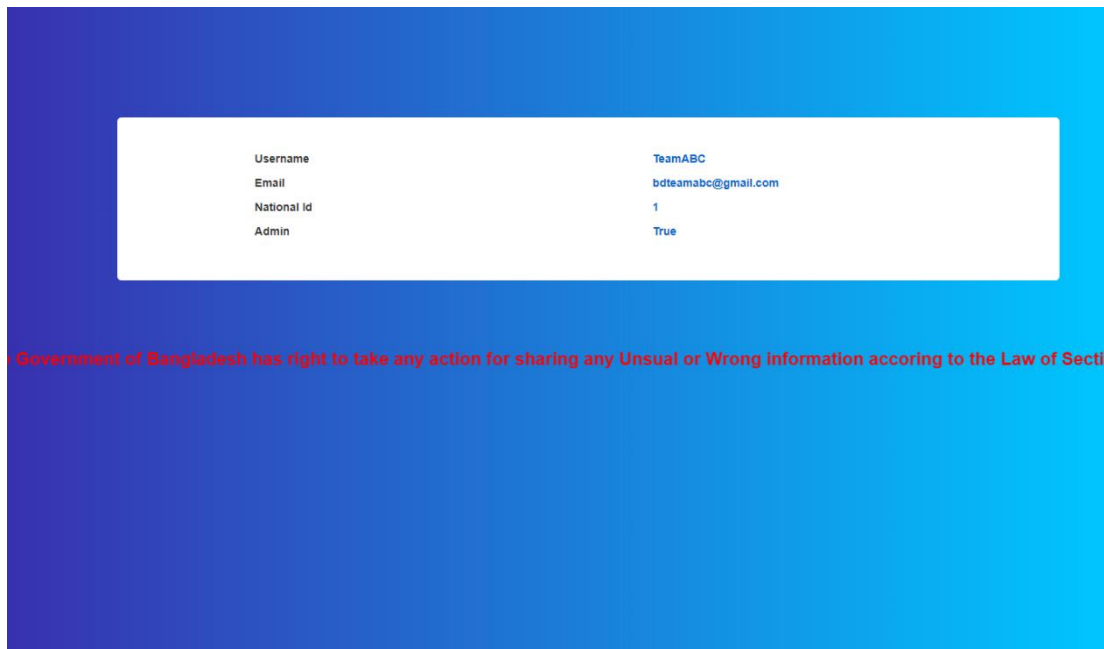 Username TeamABC
Email bdteamabc@gmail.com
National Id 1
Admin True
Government of Bangladesh has right to take any action for sharing any Unsual or Wrong information accoring to the Law of Secti